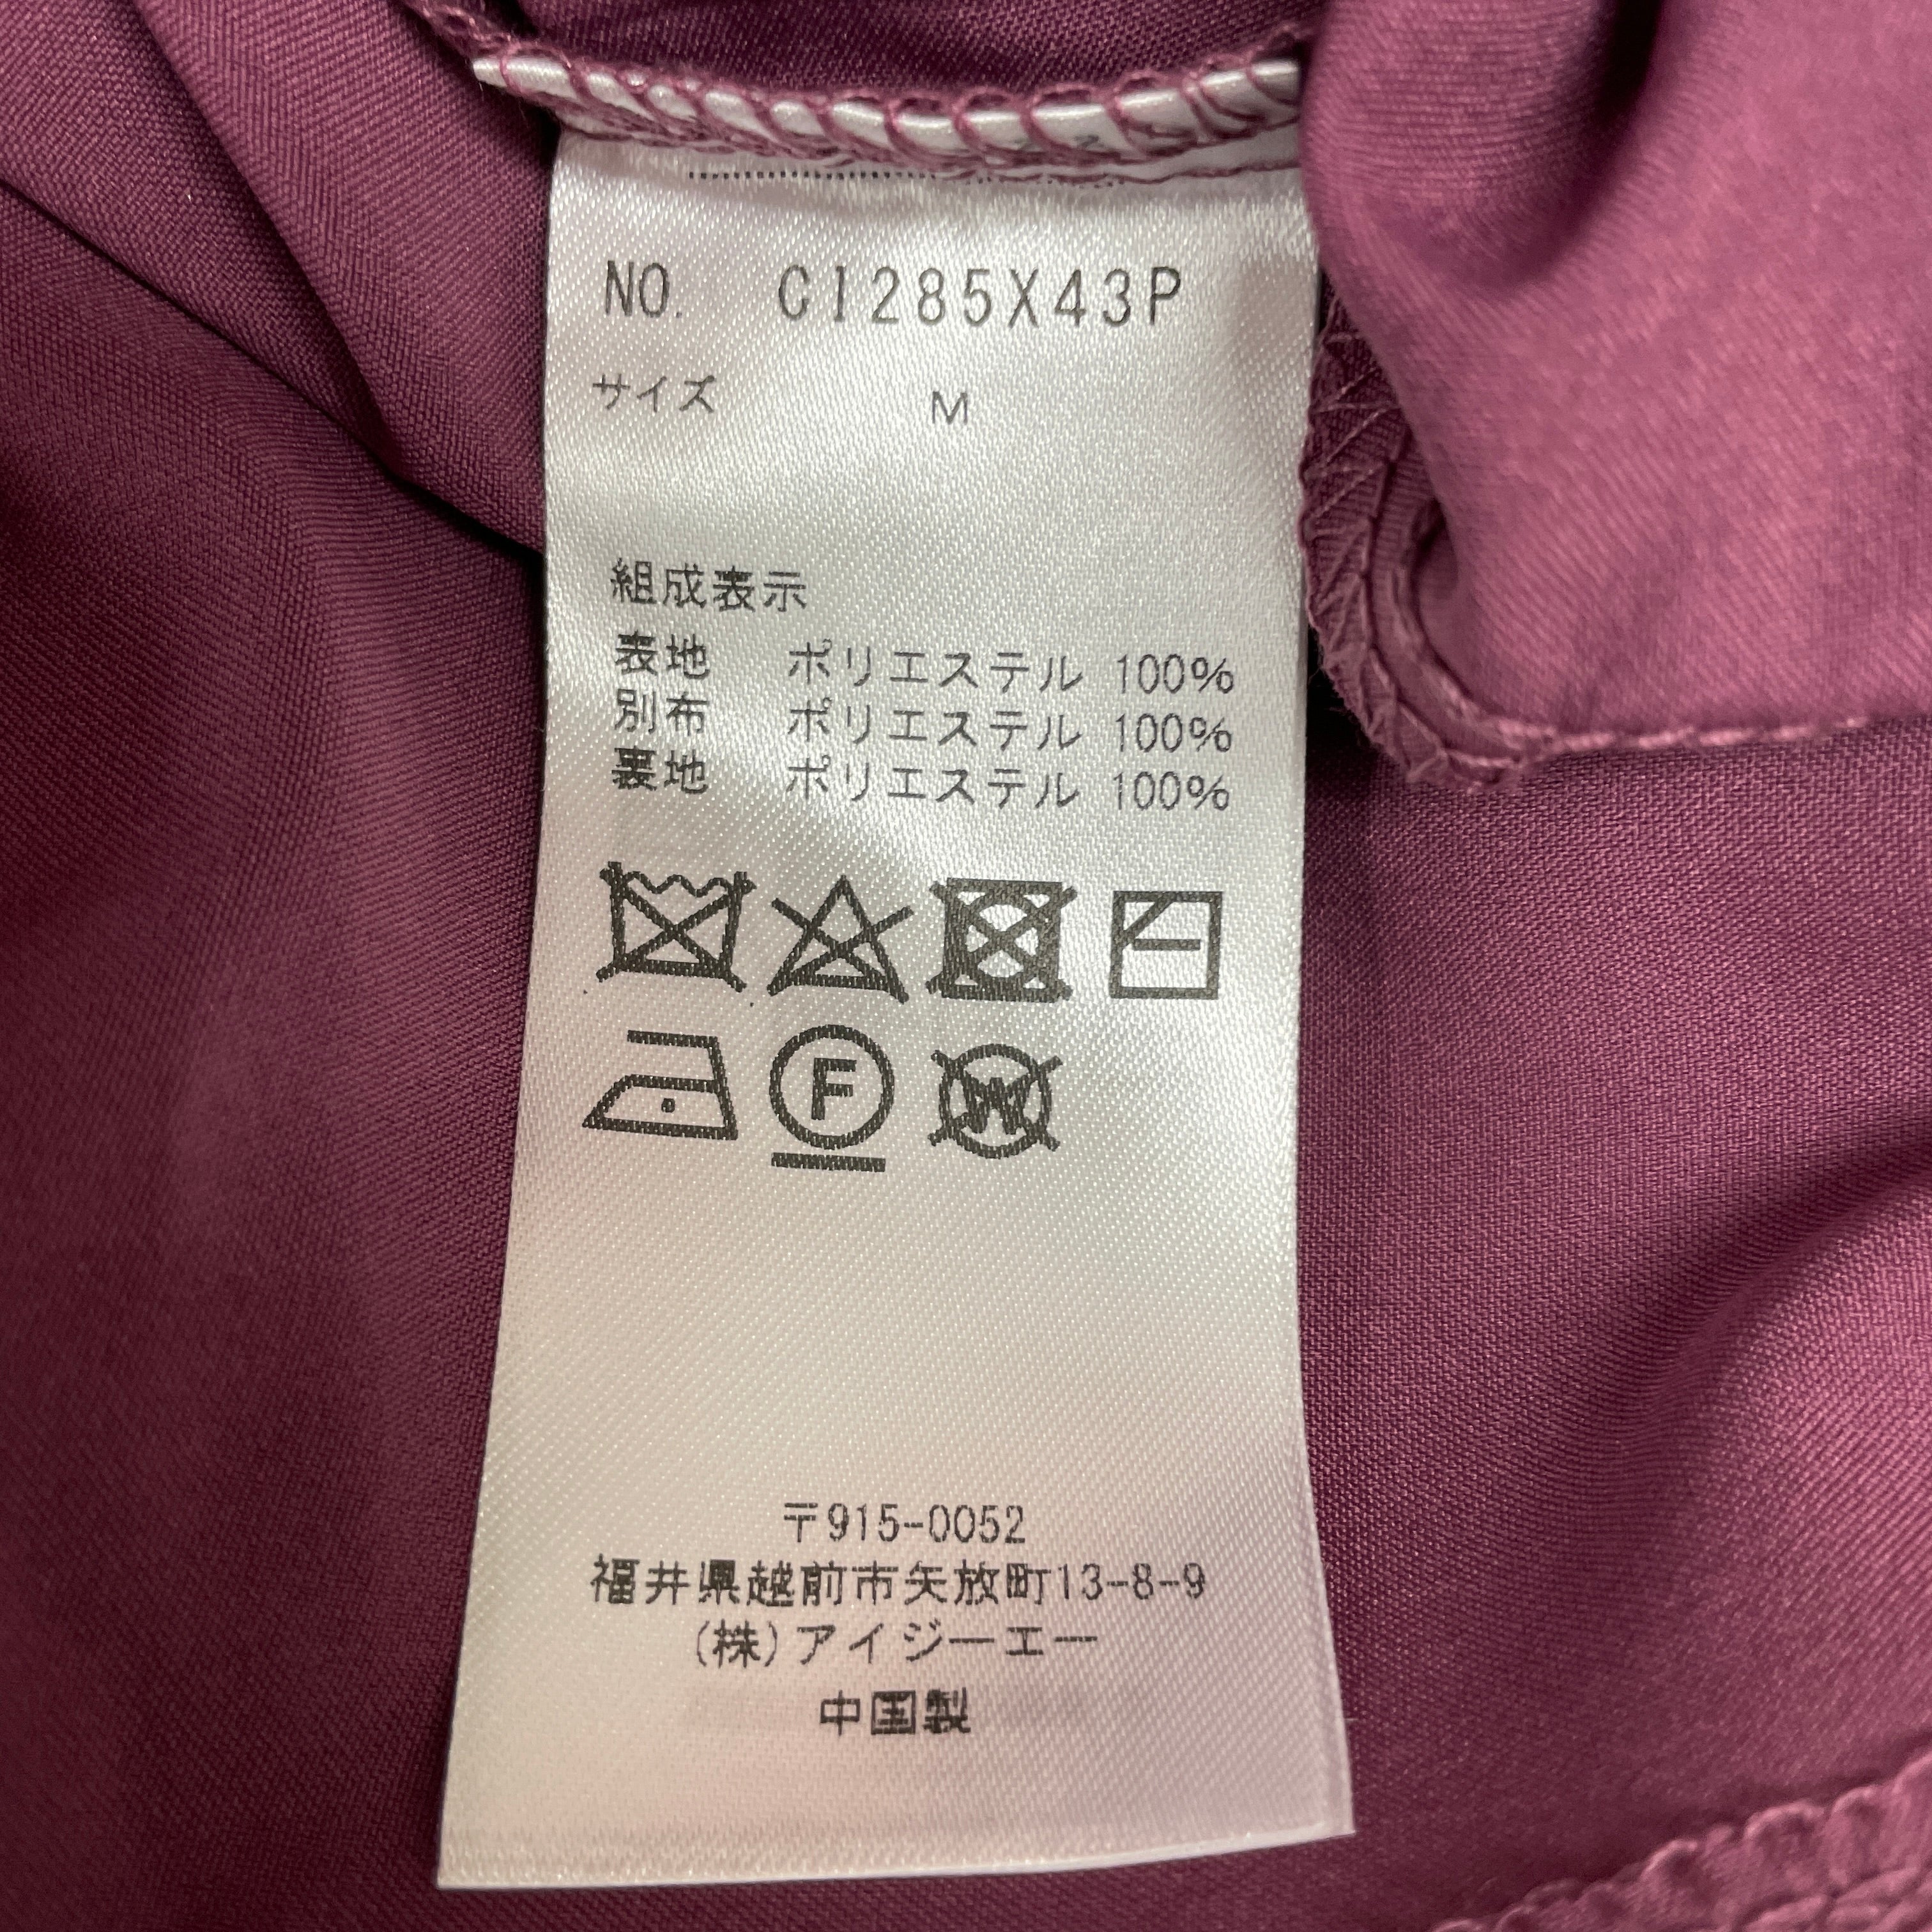 NO. CI285X43P
サイズ M
組成表示
表地 ポリエステル 100%
別布 ポリエステル 100%
裏地 ポリエステル 100%
F
W
〒915-0052
福井県越前市矢放町13-8-9
(株)アイジーエー
中国製